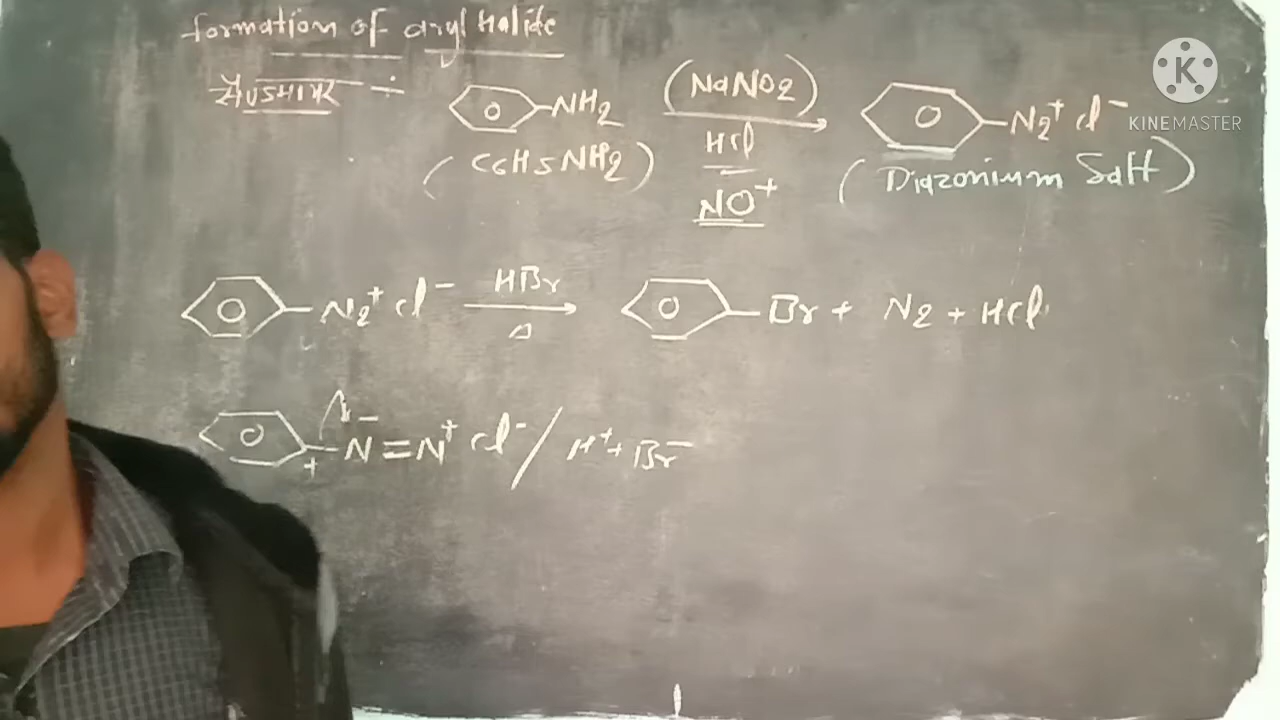 formation of aryl halide
NH2 (NaNO2) N2+ Cl-
KINEMASTER
(C6H5NH2) HCl (Diazonium Salt)
NO+
N2+ Cl- HBr Br + N2 + HCl
Δ
+ N- = N+ Cl- / H+ + Br-